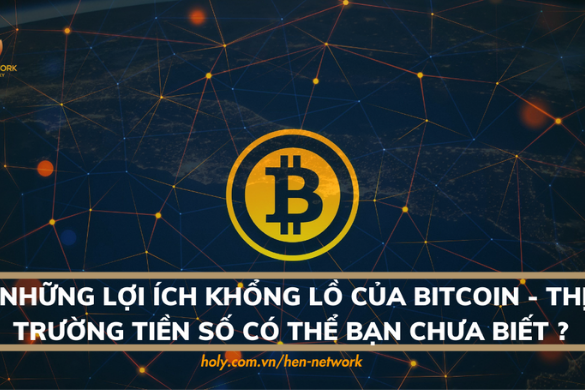 WORK
NHỮNG LỢI ÍCH KHỔNG LỒ CỦA BITCOIN - THỊ
TRƯỜNG TIỀN SỐ CÓ THỂ BẠN CHƯA BIẾT ?
holy.com.vn/hen-network